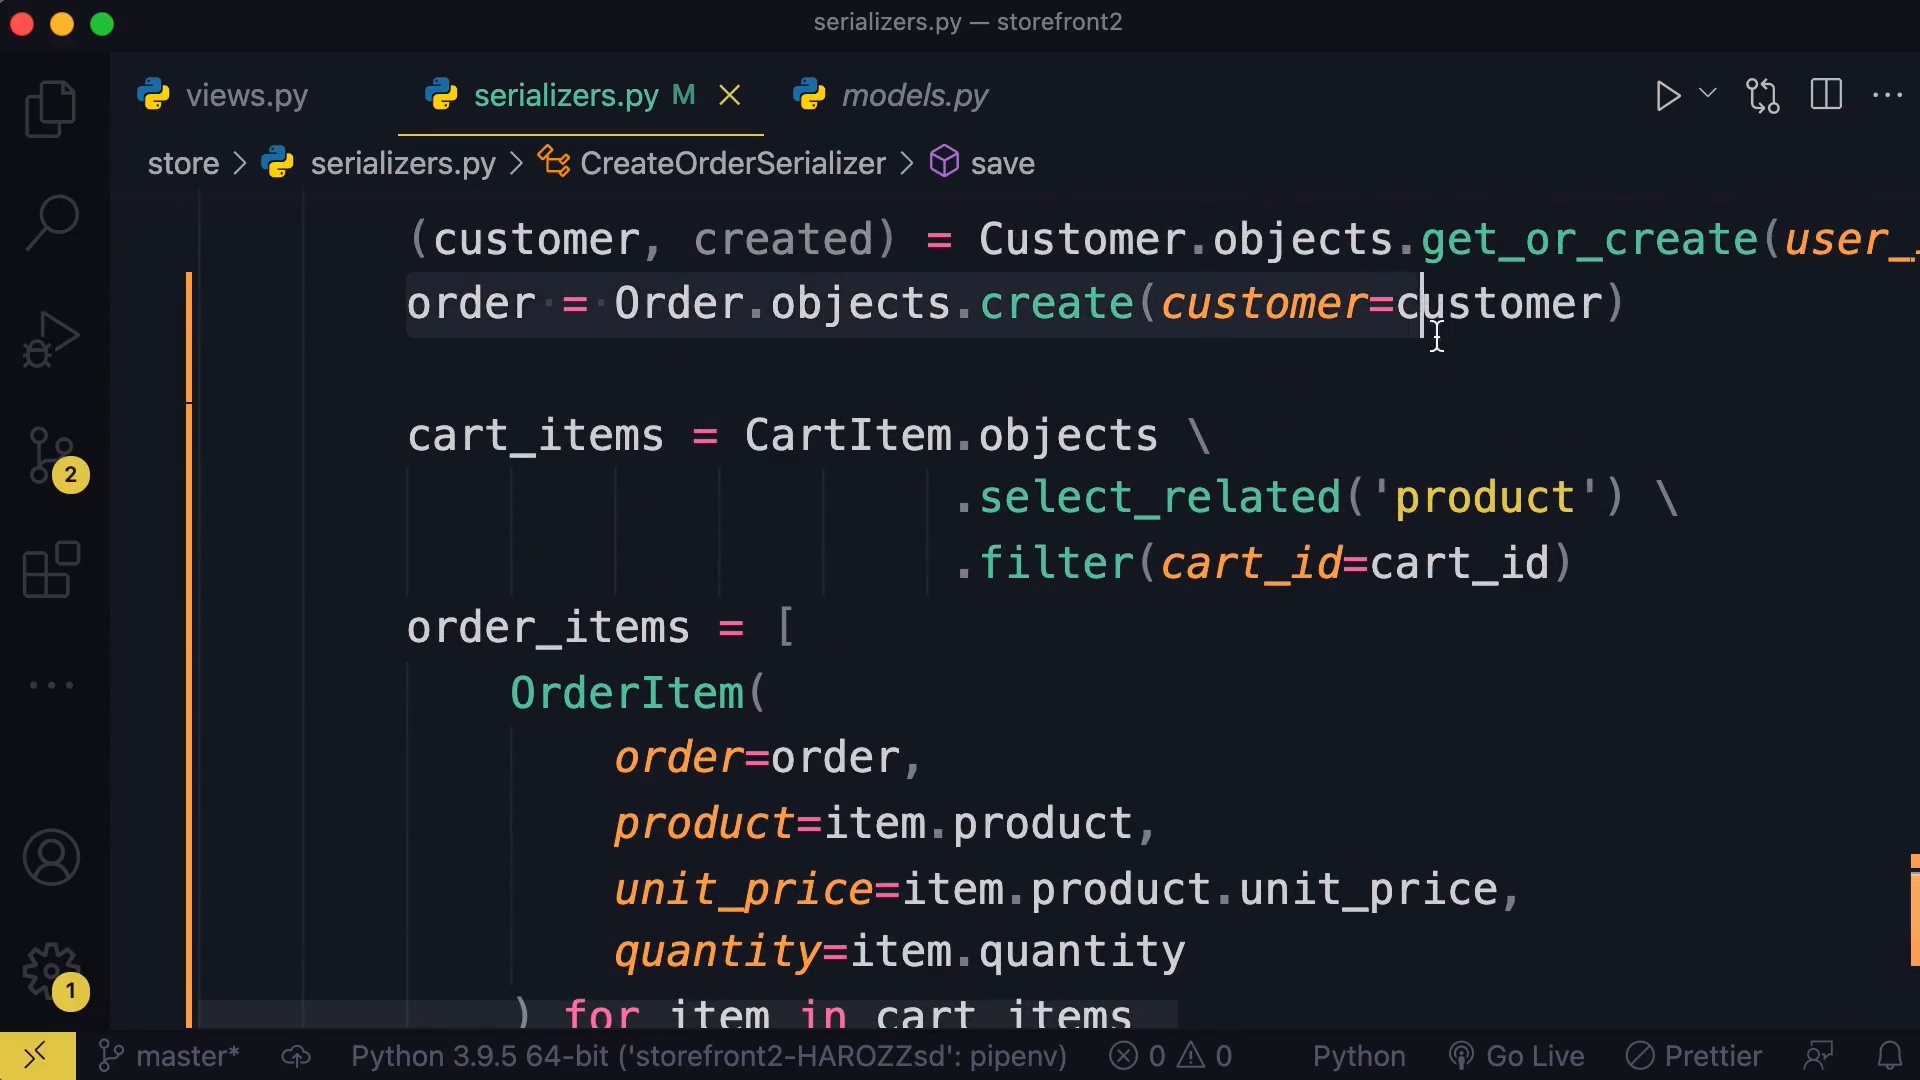 serializers.py — storefront2
views.py
serializers.py M
models.py
store > serializers.py > CreateOrderSerializer > save
(customer, created) = Customer.objects.get_or_create(user_
order = Order.objects.create(customer=customer)
cart_items = CartItem.objects \
.select_related('product') \
.filter(cart_id=cart_id)
order_items = [
OrderItem(
order=order,
product=item.product,
unit_price=item.product.unit_price,
quantity=item.quantity
) for item in cart_items
2
1
master* Python 3.9.5 64-bit ('storefront2-HAROZZsd': pipenv) 0 0 Python Go Live Prettier